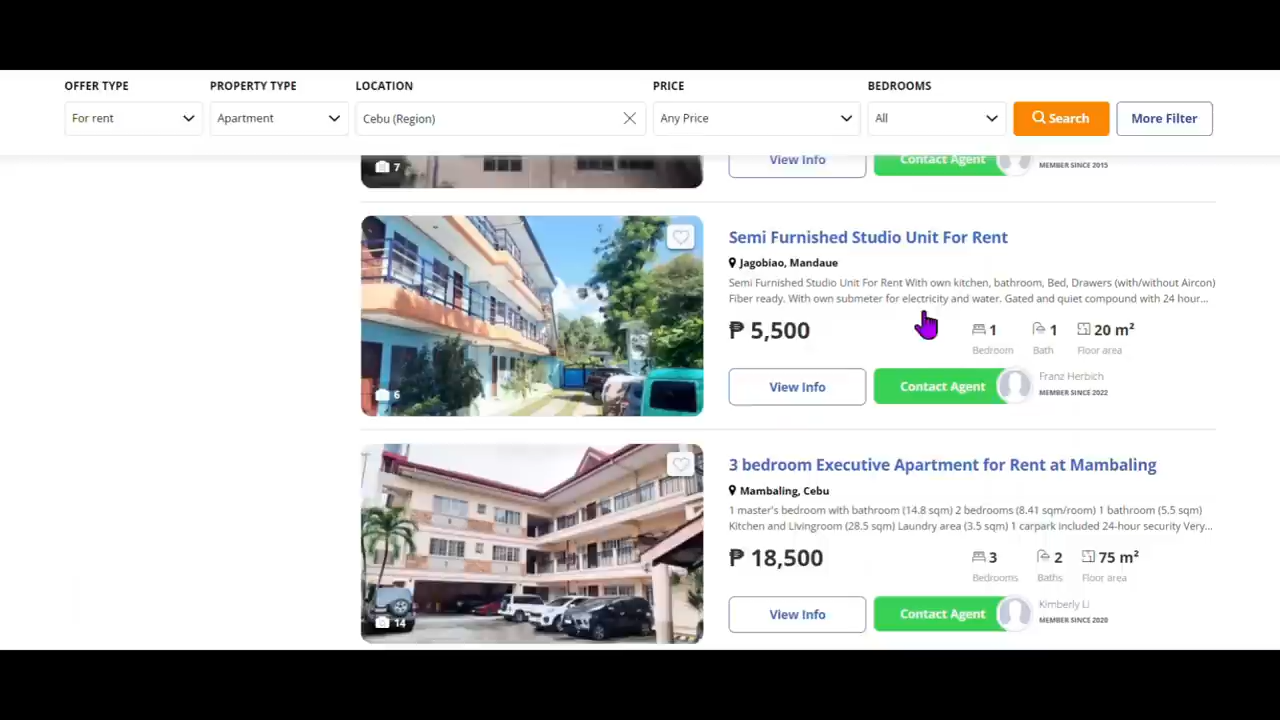 OFFER TYPE
PROPERTY TYPE
LOCATION
PRICE
BEDROOMS
For rent
Apartment
Cebu (Region)
Any Price
All
Search
More Filter
7
View Info
Contact Agent
MEMBER SINCE 2015
Semi Furnished Studio Unit For Rent
Jagobiao, Mandaue
Semi Furnished Studio Unit For Rent With own kitchen, bathroom, Bed, Drawers (with/without Aircon)
Fiber ready. With own submeter for electricity and water. Gated and quiet compound with 24 hour...
₱ 5,500
1
1
20 m²
Bedroom
Bath
Floor area
6
View Info
Contact Agent
Franz Herbich
MEMBER SINCE 2022
3 bedroom Executive Apartment for Rent at Mambaling
Mambaling, Cebu
1 master's bedroom with bathroom (14.8 sqm) 2 bedrooms (8.41 sqm/room) 1 bathroom (5.5 sqm)
Kitchen and Livingroom (28.5 sqm) Laundry area (3.5 sqm) 1 carpark included 24-hour security Very...
₱ 18,500
3
2
75 m²
Bedrooms
Baths
Floor area
14
View Info
Contact Agent
Kimberly Li
MEMBER SINCE 2020